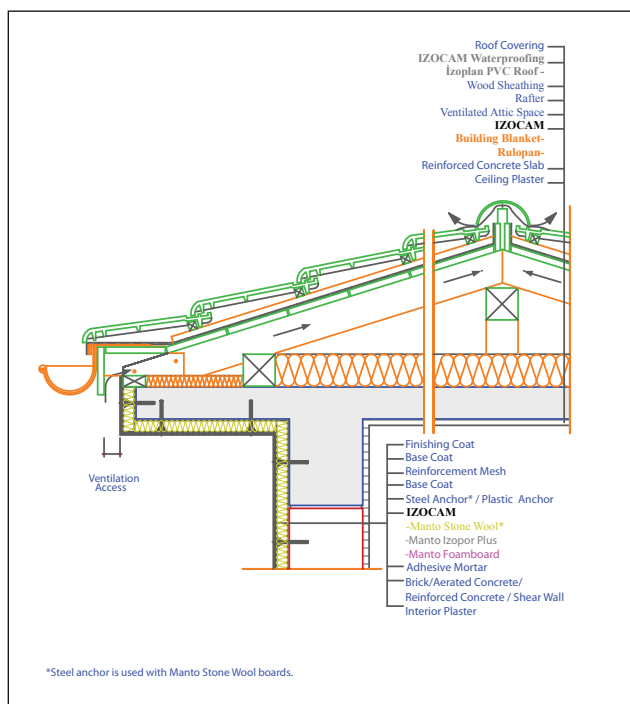 Roof Covering
IZOCAM Waterproofing
İzoplan PVC Roof -
Wood Sheathing
Rafter
Ventilated Attic Space
IZOCAM
Building Blanket-
Rulopan-
Reinforced Concrete Slab
Ceiling Plaster
Ventilation
Access
Finishing Coat
Base Coat
Reinforcement Mesh
Base Coat
Steel Anchor* / Plastic Anchor
IZOCAM
-Manto Stone Wool*
-Manto Izopor Plus
-Manto Foamboard
Adhesive Mortar
Brick/Aerated Concrete/
Reinforced Concrete / Shear Wall
Interior Plaster
*Steel anchor is used with Manto Stone Wool boards.